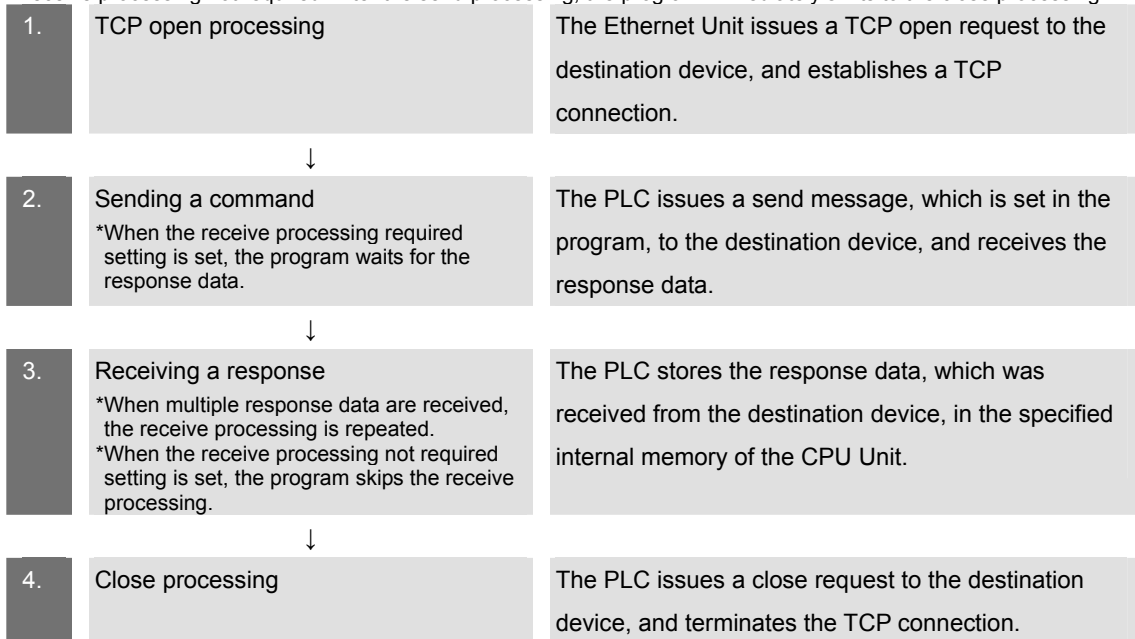 1.
TCP open processing
The Ethernet Unit issues a TCP open request to the
destination device, and establishes a TCP
connection.
↓
2.
Sending a command
*When the receive processing required
setting is set, the program waits for the
response data.
The PLC issues a send message, which is set in the
program, to the destination device, and receives the
response data.
↓
3.
Receiving a response
*When multiple response data are received,
the receive processing is repeated.
*When the receive processing not required
setting is set, the program skips the receive
processing.
The PLC stores the response data, which was
received from the destination device, in the specified
internal memory of the CPU Unit.
↓
4.
Close processing
The PLC issues a close request to the destination
device, and terminates the TCP connection.